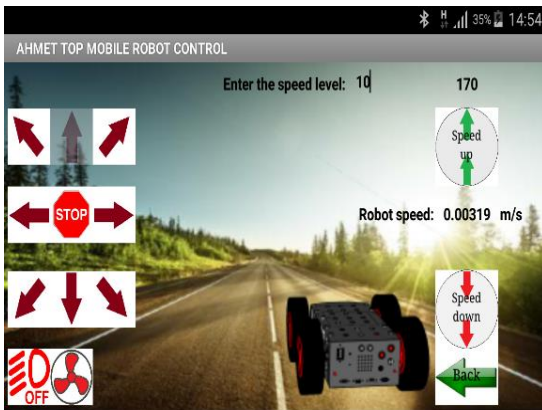 H 35% 14:54
AHMET TOP MOBILE ROBOT CONTROL
Enter the speed level: 10 170
Speed
up
STOP
Robot speed: 0.00319 m/s
Speed
down
OFF
Back